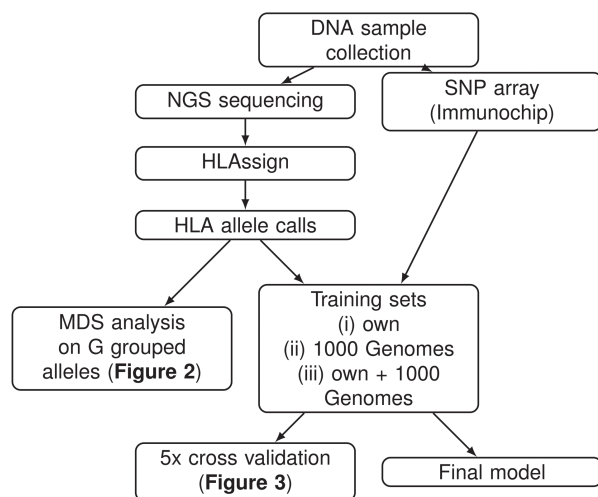 DNA sample
collection
NGS sequencing
SNP array
(Immunochip)
HLAssign
HLA allele calls
MDS analysis
on G grouped
alleles (Figure 2)
Training sets
(i) own
(ii) 1000 Genomes
(iii) own + 1000
Genomes
5x cross validation
(Figure 3)
Final model